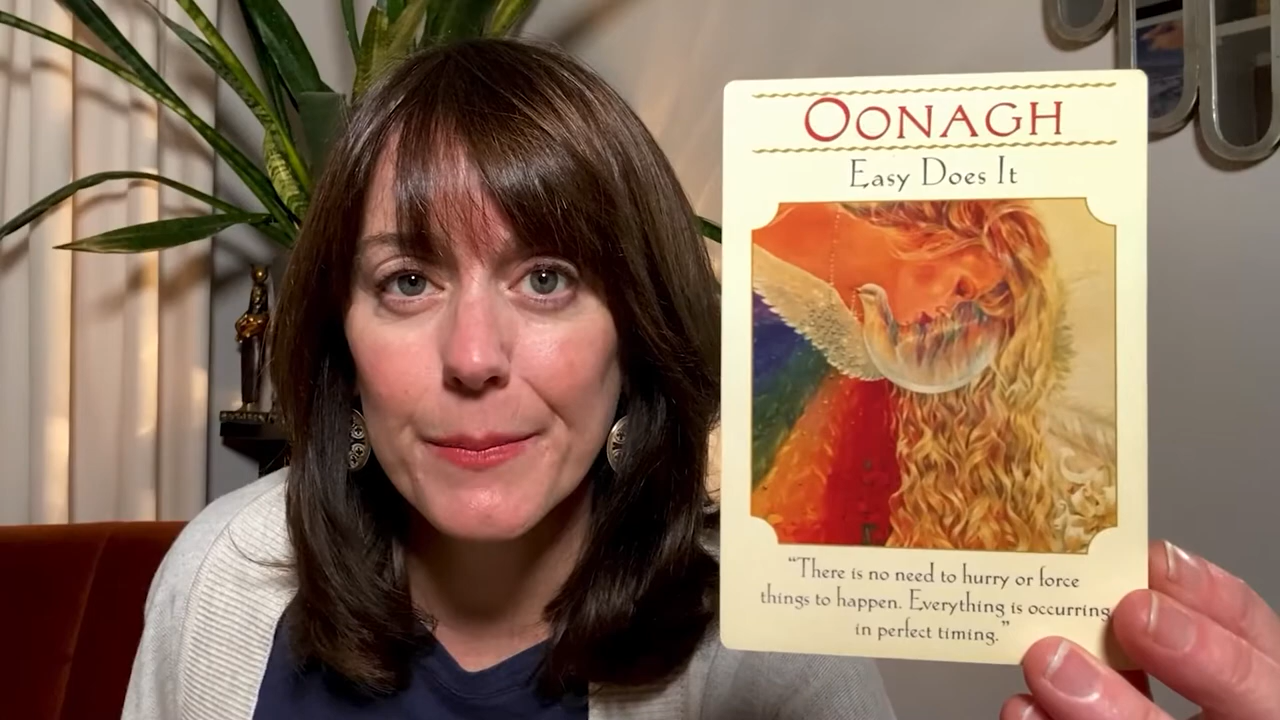 OONAGH
Easy Does It
“There is no need to hurry or force
things to happen. Everything is occurring
in perfect timing.”